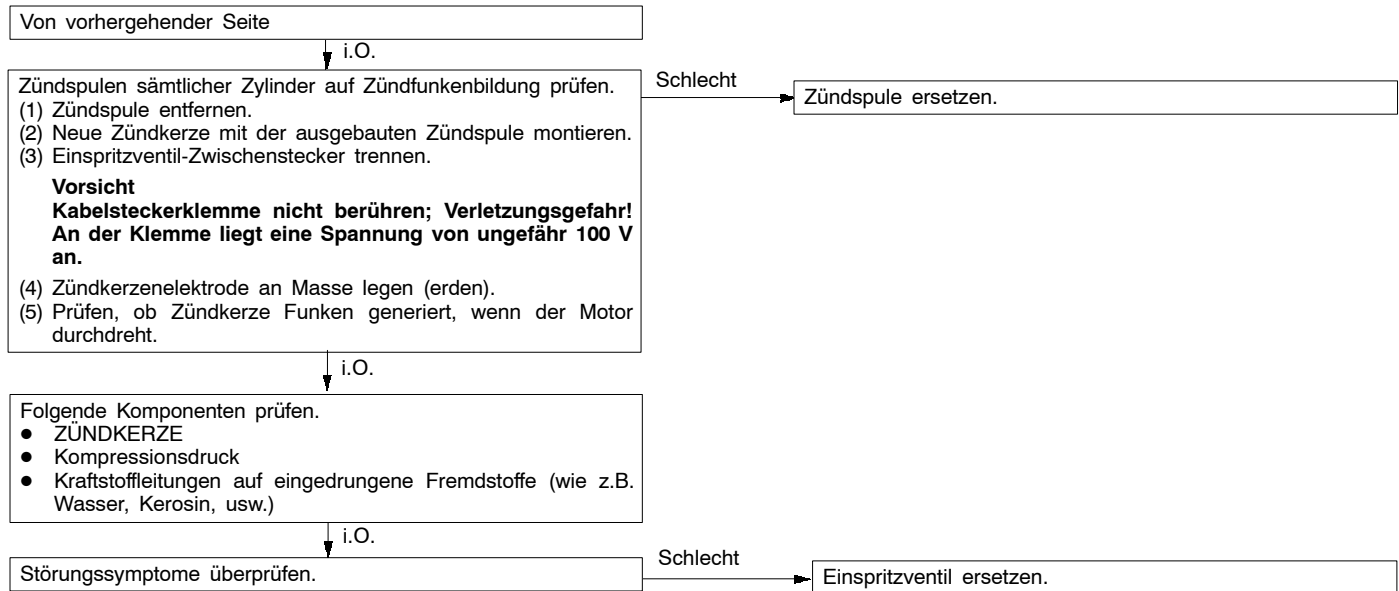 Von vorhergehender Seite
i.O.
Zündspulen sämtlicher Zylinder auf Zündfunkenbildung prüfen.
(1) Zündspule entfernen.
(2) Neue Zündkerze mit der ausgebauten Zündspule montieren.
(3) Einspritzventil-Zwischenstecker trennen.
Vorsicht
Kabelsteckerklemme nicht berühren; Verletzungsgefahr!
An der Klemme liegt eine Spannung von ungefähr 100 V
an.
(4) Zündkerzenelektrode an Masse legen (erden).
(5) Prüfen, ob Zündkerze Funken generiert, wenn der Motor
durchdreht.
Schlecht
Zündspule ersetzen.
i.O.
Folgende Komponenten prüfen.
● ZÜNDKERZE
● Kompressionsdruck
● Kraftstoffleitungen auf eingedrungene Fremdstoffe (wie z.B.
Wasser, Kerosin, usw.)
i.O.
Störungssymptome überprüfen.
Schlecht
Einspritzventil ersetzen.